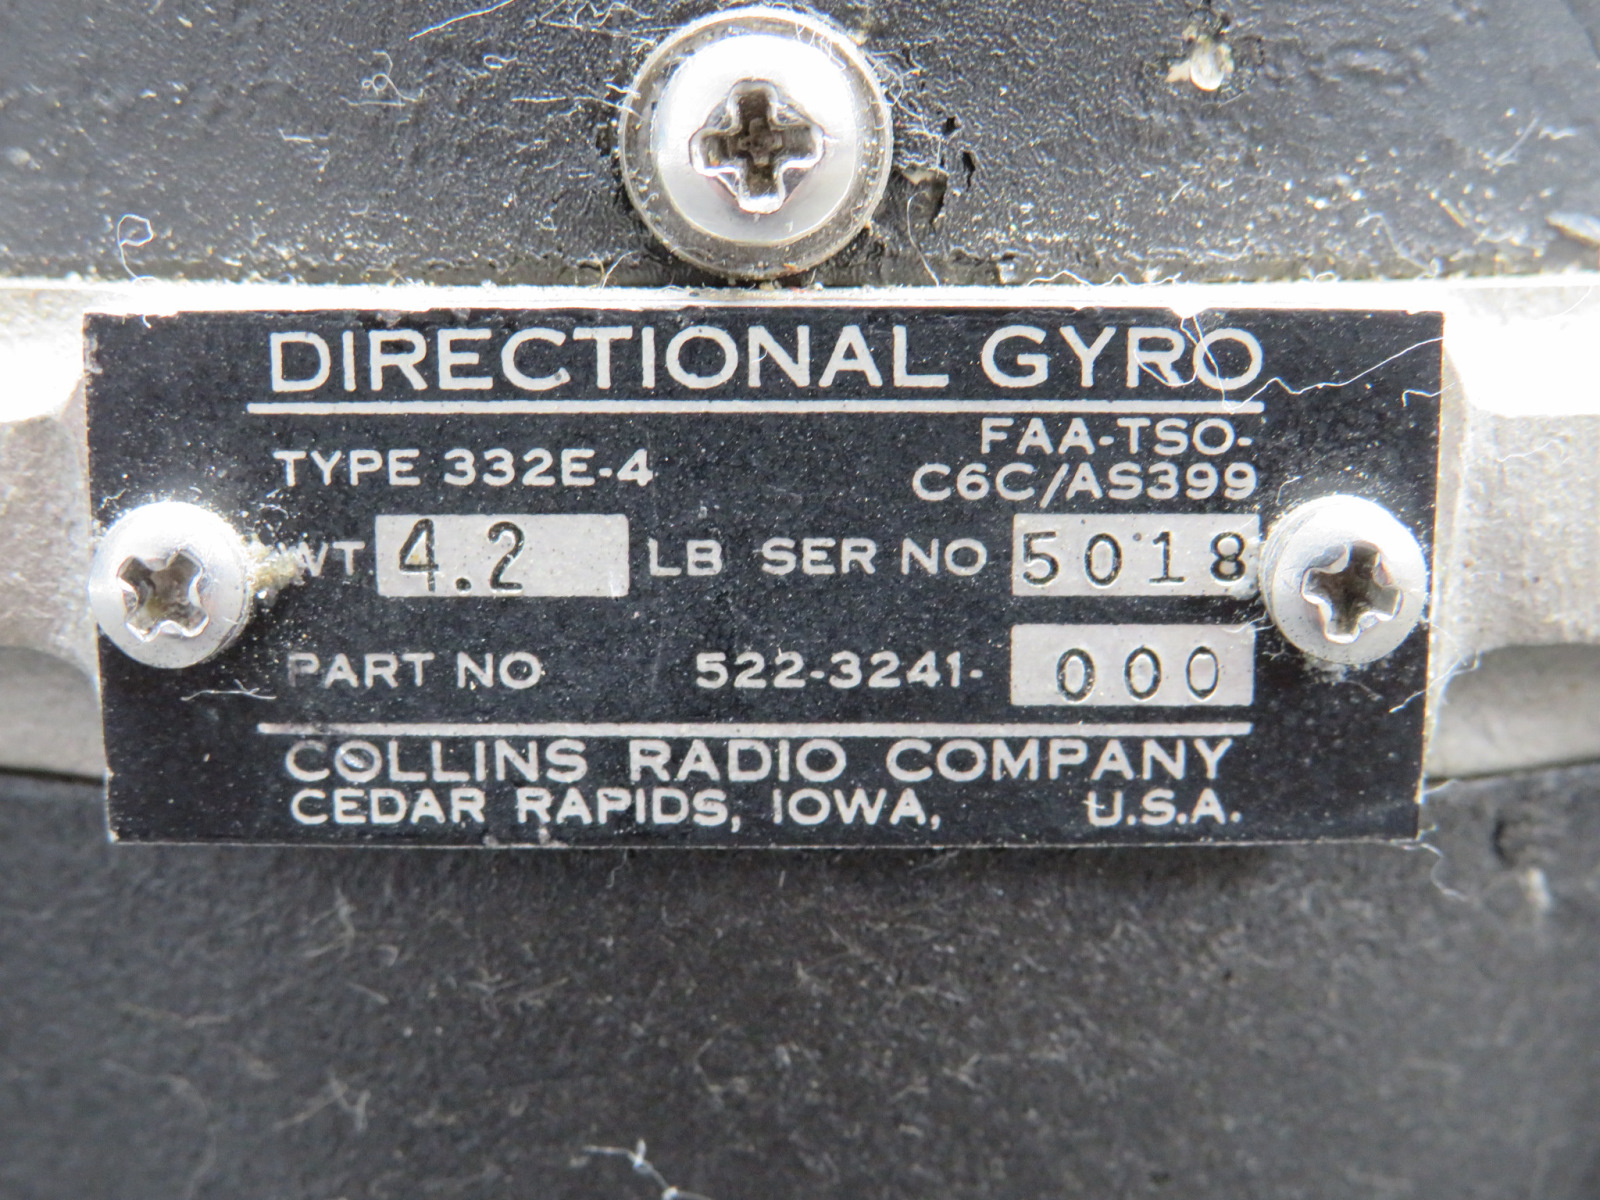 DIRECTIONAL GYRO
TYPE 332E-4 FAA-TSO-
C6C/AS399
WT 4.2 LB SER NO 5018
PART NO 522-3241- 000
COLLINS RADIO COMPANY
CEDAR RAPIDS, IOWA, U.S.A.